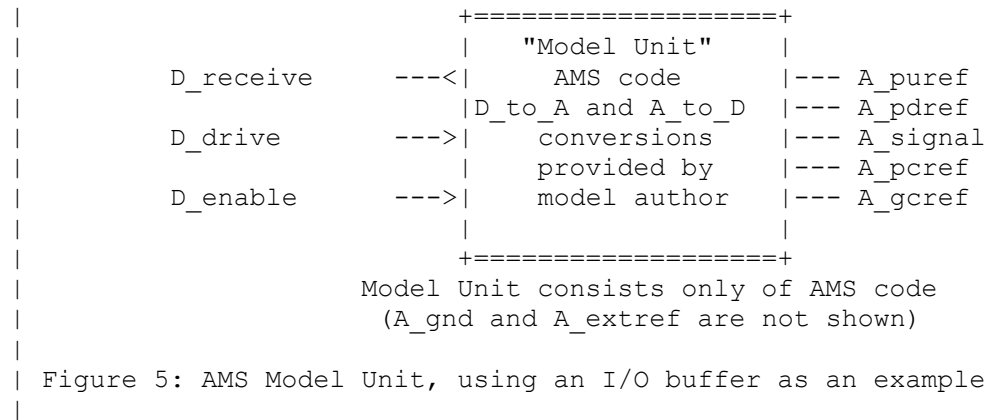 |                            +===================+
|                            |   "Model Unit"    |
|         D_receive     ---<|     AMS code      |--- A_puref
|                            |D_to_A and A_to_D  |--- A_pdref
|         D_drive       --->|    conversions    |--- A_signal
|                            |    provided by    |--- A_pcref
|         D_enable      --->|    model author   |--- A_gcref
|                            |                   |
|                            +===================+
|                      Model Unit consists only of AMS code
|                       (A_gnd and A_extref are not shown)
|
| Figure 5: AMS Model Unit, using an I/O buffer as an example
|